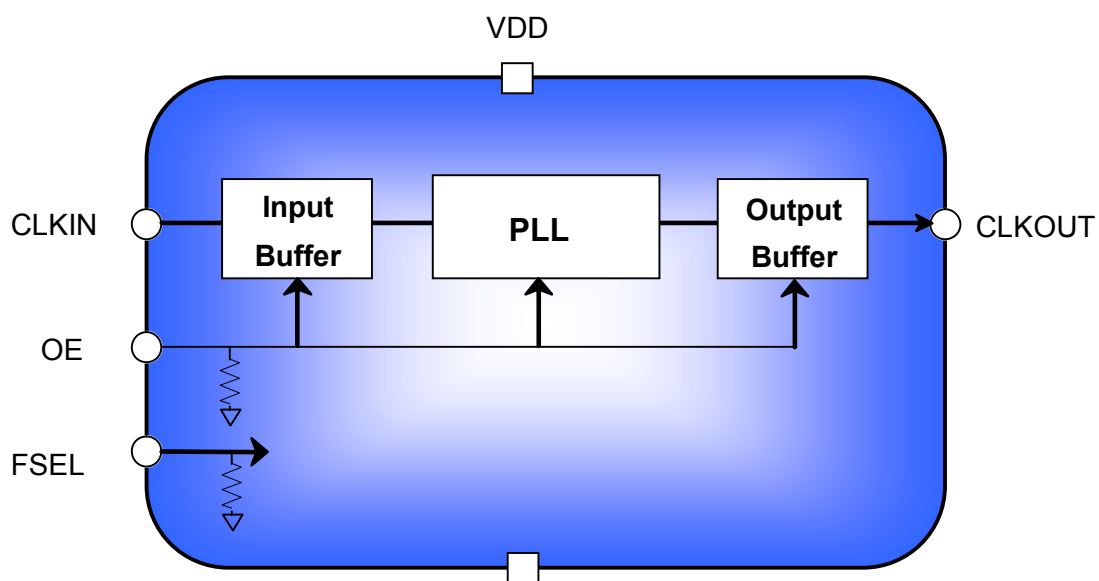 VDD
CLKIN
Input
Buffer
PLL
Output
Buffer
CLKOUT
OE
FSEL